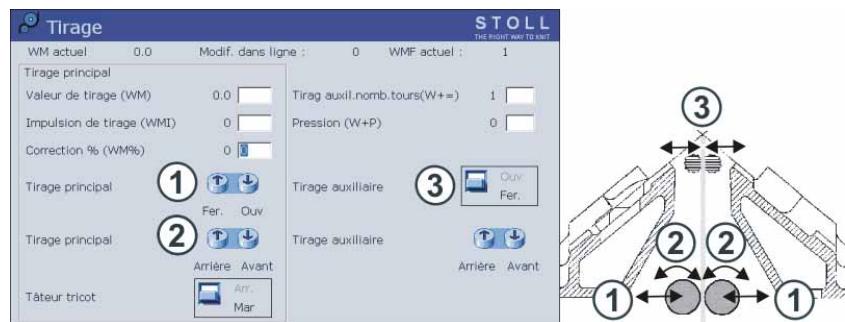 Tirage
STOLL
THE RIGHT WAY TO KNIT
WM actuel 0.0 Modif. dans ligne : 0 WMF actuel : 1
Tirage principal
Valeur de tirage (WM) 0.0 Tirag auxil.nomb.tours(W+=) 1
Impulsion de tirage (WMI) 0 Pression (W+P) 0
Correction % (WM%) 0 0
Tirage principal 1 Tirage auxiliaire 3 Ouv
Fer.
Fer. Ouv
Tirage principal 2 Tirage auxiliaire
Arrière Avant Arrière Avant
Tâteur tricot Arr.
Mar
3
2 2
1 1